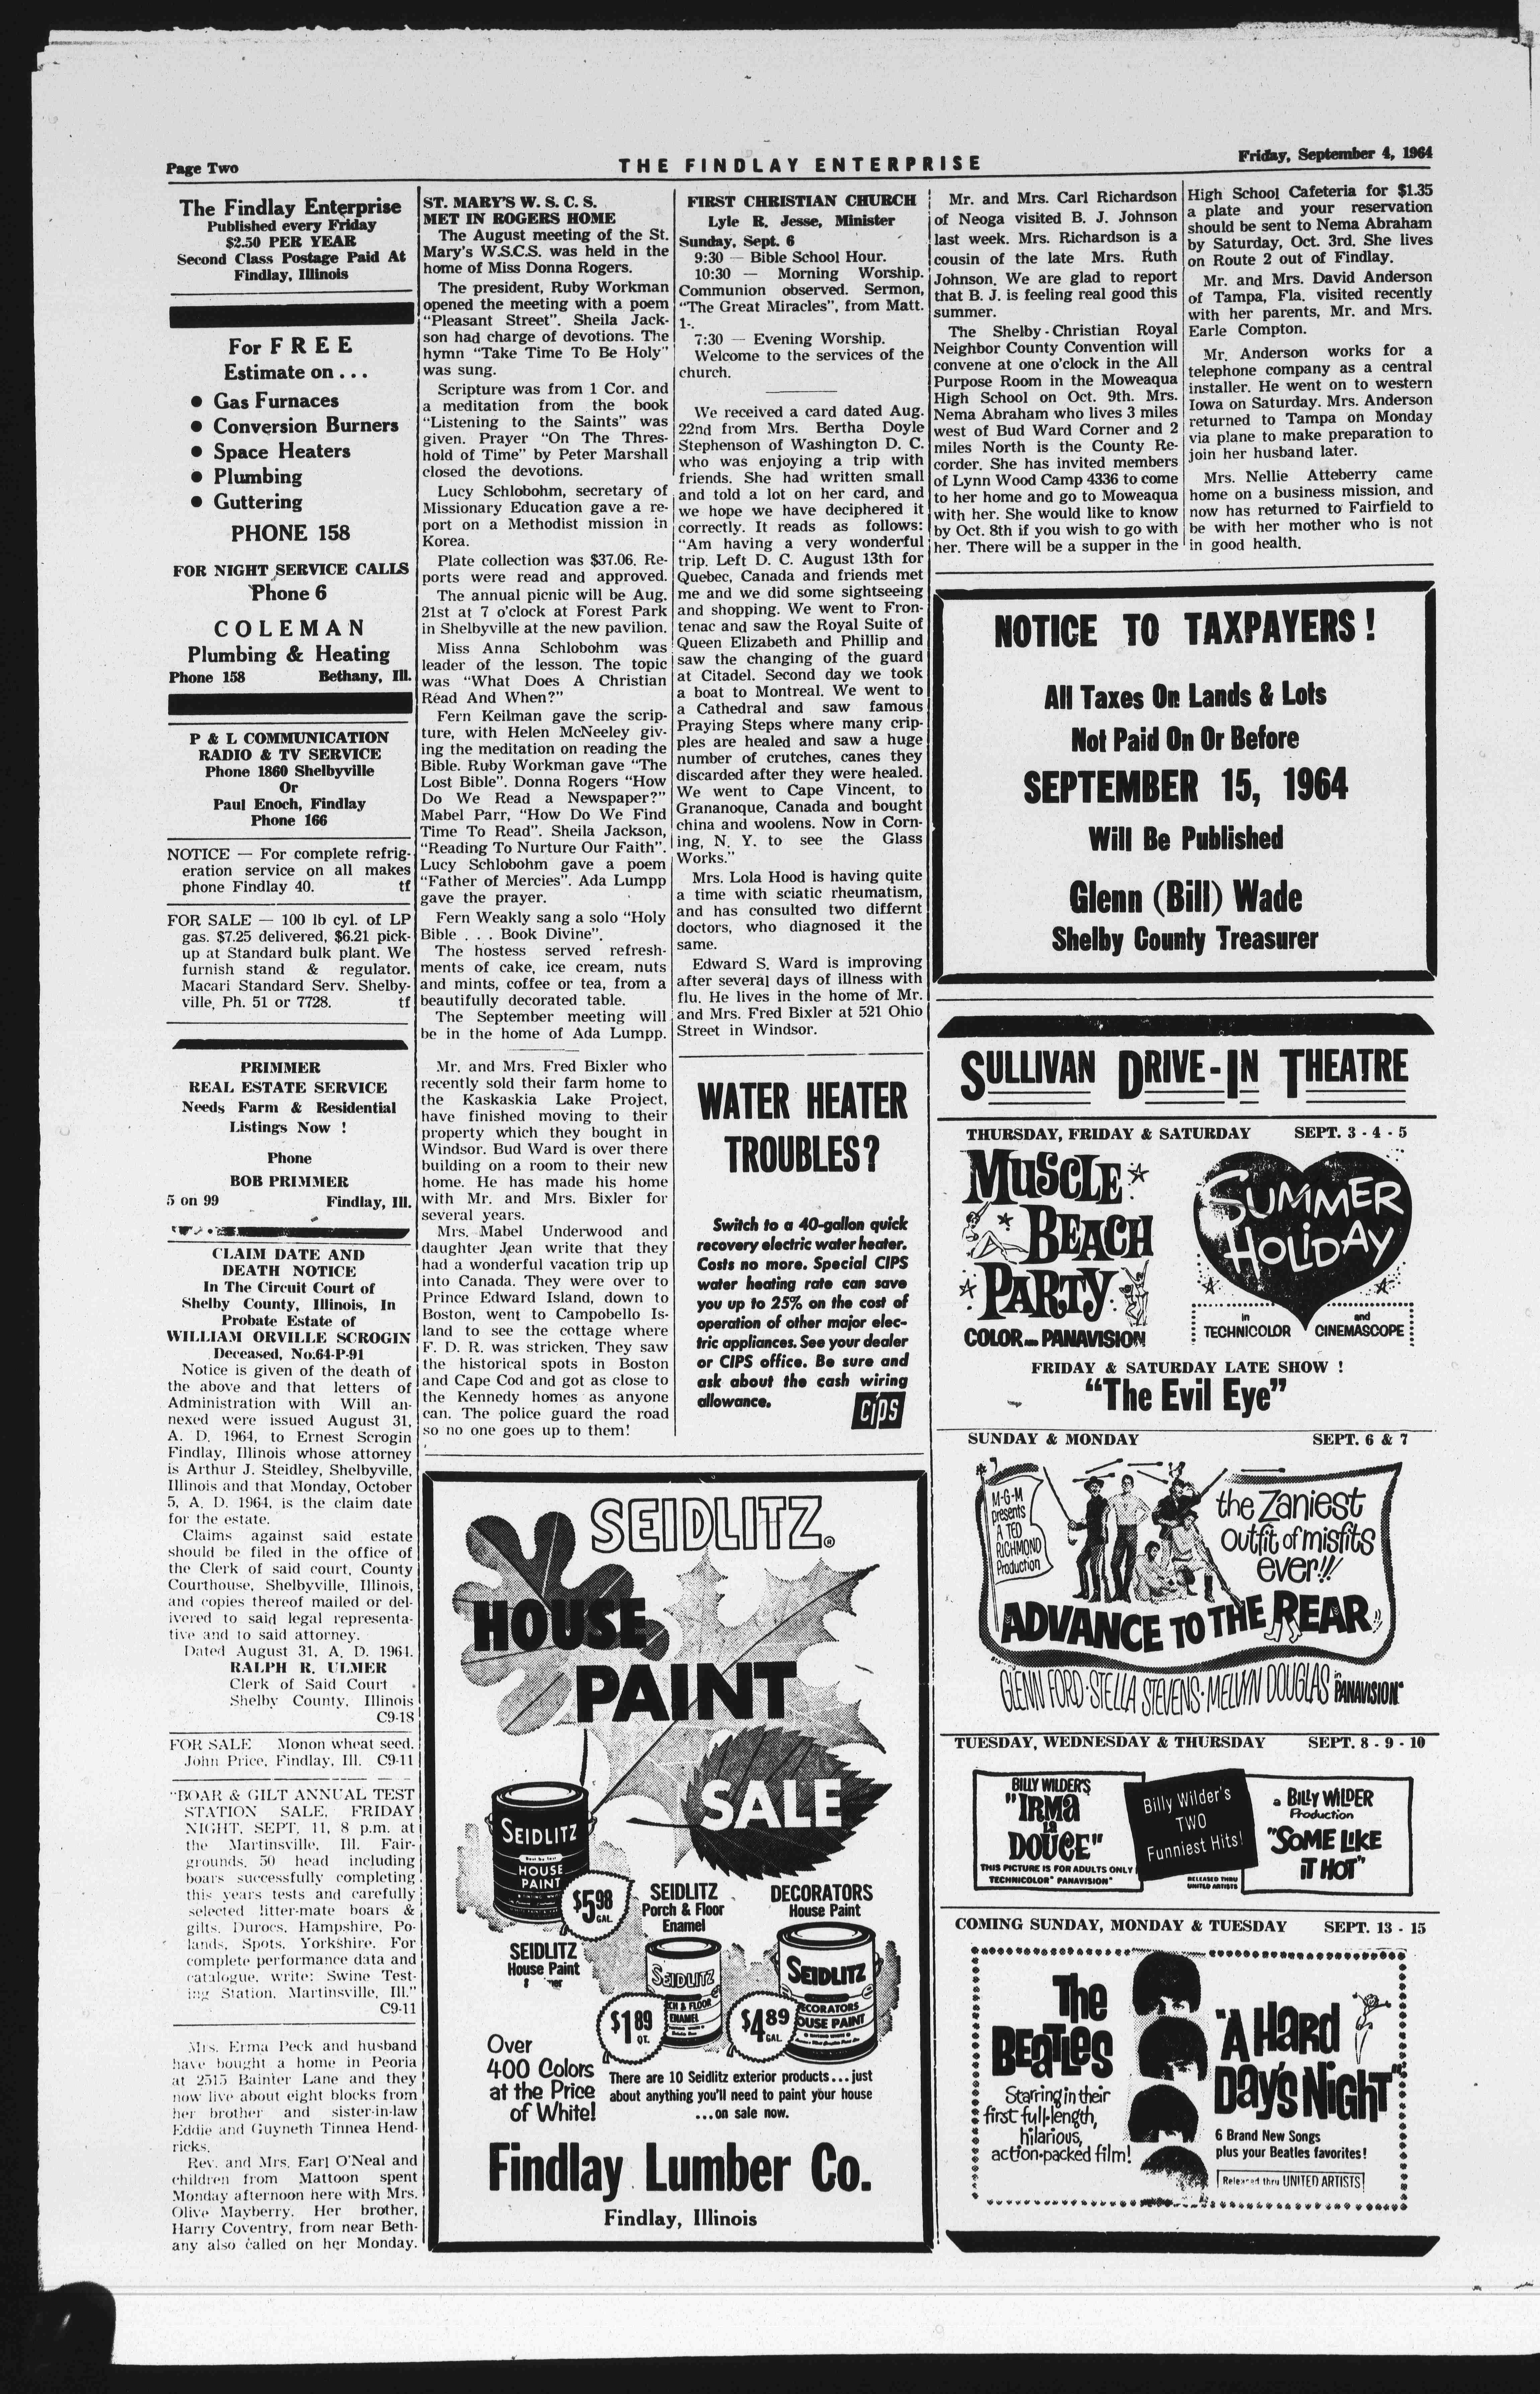 Page Two
THE FINDLAY ENTERPRISE
Friday, September 4, 1964
The Findlay Enterprise
Published every Friday
$2.50 PER YEAR
Second Class Postage Paid At
Findlay, Illinois
For FREE
Estimate on . . .
● Gas Furnaces
● Conversion Burners
● Space Heaters
● Plumbing
● Guttering
PHONE 158
FOR NIGHT SERVICE CALLS
Phone 6
COLEMAN
Plumbing & Heating
Phone 158 Bethany, Ill.
P & L COMMUNICATION
RADIO & TV SERVICE
Phone 1860 Shelbyville
Or
Paul Enoch, Findlay
Phone 166
NOTICE — For complete refrig-
eration service on all makes
phone Findlay 40. tf
FOR SALE — 100 lb cyl. of LP
gas. $7.25 delivered, $6.21 pick-
up at Standard bulk plant. We
furnish stand & regulator.
Macari Standard Serv. Shelby-
ville, Ph. 51 or 7728. tf
PRIMMER
REAL ESTATE SERVICE
Needs Farm & Residential
Listings Now !
Phone
BOB PRIMMER
5 on 99 Findlay, Ill.
CLAIM DATE AND
DEATH NOTICE
In The Circuit Court of
Shelby County, Illinois, In
Probate Estate of
WILLIAM ORVILLE SCROGIN
Deceased, No.64-P-91
Notice is given of the death of
the above and that letters of
Administration with Will an-
nexed were issued August 31,
A. D. 1964, to Ernest Scrogin
Findlay, Illinois whose attorney
is Arthur J. Steidley, Shelbyville,
Illinois and that Monday, October
5, A. D. 1964, is the claim date
for the estate.
Claims against said estate
should be filed in the office of
the Clerk of said court, County
Courthouse, Shelbyville, Illinois,
and copies thereof mailed or del-
ivered to said legal representa-
tive and to said attorney.
Dated August 31, A. D. 1964.
RALPH R. ULMER
Clerk of Said Court
Shelby County, Illinois
C9-18
FOR SALE Monon wheat seed.
John Price, Findlay, Ill. C9-11
"BOAR & GILT ANNUAL TEST
STATION SALE, FRIDAY
NIGHT, SEPT, 11, 8 p.m. at
the Martinsville, Ill. Fair-
grounds. 50 head including
boars successfully completing
this years tests and carefully
selected litter-mate boars &
gilts. Durocs, Hampshire, Po-
lands, Spots, Yorkshire. For
complete performance data and
catalogue, write: Swine Test-
ing Station, Martinsville, Ill."
C9-11
Mrs. Erma Peck and husband
have bought a home in Peoria
at 2515 Bainter Lane and they
now live about eight blocks from
her brother and sister-in-law
Eddie and Guyneth Tinnea Hend-
ricks.
Rev. and Mrs. Earl O'Neal and
children from Mattoon spent
Monday afternoon here with Mrs.
Olive Mayberry. Her brother,
Harry Coventry, from near Beth-
any also called on her Monday.
ST. MARY'S W. S. C. S.
MET IN ROGERS HOME
The August meeting of the St.
Mary's W.S.C.S. was held in the
home of Miss Donna Rogers.
The president, Ruby Workman
opened the meeting with a poem
"Pleasant Street". Sheila Jack-
son had charge of devotions. The
hymn "Take Time To Be Holy"
was sung.
Scripture was from 1 Cor. and
a meditation from the book
"Listening to the Saints" was
given. Prayer "On The Thres-
hold of Time" by Peter Marshall
closed the devotions.
Lucy Schlobohm, secretary of
Missionary Education gave a re-
port on a Methodist mission in
Korea.
Plate collection was $37.06. Re-
ports were read and approved.
The annual picnic will be Aug.
21st at 7 o'clock at Forest Park
in Shelbyville at the new pavilion.
Miss Anna Schlobohm was
leader of the lesson. The topic
was "What Does A Christian
Read And When?"
Fern Keilman gave the scrip-
ture, with Helen McNeeley giv-
ing the meditation on reading the
Bible. Ruby Workman gave "The
Lost Bible". Donna Rogers "How
Do We Read a Newspaper?"
Mabel Parr, "How Do We Find
Time To Read". Sheila Jackson,
"Reading To Nurture Our Faith".
Lucy Schlobohm gave a poem
"Father of Mercies". Ada Lumpp
gave the prayer.
Fern Weakly sang a solo "Holy
Bible . . . Book Divine".
The hostess served refresh-
ments of cake, ice cream, nuts
and mints, coffee or tea, from a
beautifully decorated table.
The September meeting will
be in the home of Ada Lumpp.
Mr. and Mrs. Fred Bixler who
recently sold their farm home to
the Kaskaskia Lake Project,
have finished moving to their
property which they bought in
Windsor. Bud Ward is over there
building on a room to their new
home. He has made his home
with Mr. and Mrs. Bixler for
several years.
Mrs. Mabel Underwood and
daughter Jean write that they
had a wonderful vacation trip up
into Canada. They were over to
Prince Edward Island, down to
Boston, went to Campobello Is-
land to see the cottage where
F. D. R. was stricken. They saw
the historical spots in Boston
and Cape Cod and got as close to
the Kennedy homes as anyone
can. The police guard the road
so no one goes up to them!
FIRST CHRISTIAN CHURCH
Lyle R. Jesse, Minister
Sunday, Sept. 6
9:30 — Bible School Hour.
10:30 — Morning Worship.
Communion observed. Sermon,
"The Great Miracles", from Matt.
1-.
7:30 — Evening Worship.
Welcome to the services of the
church.
We received a card dated Aug.
22nd from Mrs. Bertha Doyle
Stephenson of Washington D. C.
who was enjoying a trip with
friends. She had written small
and told a lot on her card, and
we hope we have deciphered it
correctly. It reads as follows:
"Am having a very wonderful
trip. Left D. C. August 13th for
Quebec, Canada and friends met
me and we did some sightseeing
and shopping. We went to Fron-
tenac and saw the Royal Suite of
Queen Elizabeth and Phillip and
saw the changing of the guard
at Citadel. Second day we took
a boat to Montreal. We went to
a Cathedral and saw famous
Praying Steps where many crip-
ples are healed and saw a huge
number of crutches, canes they
discarded after they were healed.
We went to Cape Vincent, to
Grananoque, Canada and bought
china and woolens. Now in Corn-
ing, N. Y. to see the Glass
Works."
Mrs. Lola Hood is having quite
a time with sciatic rheumatism,
and has consulted two differnt
doctors, who diagnosed it the
same.
Edward S. Ward is improving
after several days of illness with
flu. He lives in the home of Mr.
and Mrs. Fred Bixler at 521 Ohio
Street in Windsor.
WATER HEATER
TROUBLES?
Switch to a 40-gallon quick
recovery electric water heater.
Costs no more. Special CIPS
water heating rate can save
you up to 25% on the cost of
operation of other major elec-
tric appliances. See your dealer
or CIPS office. Be sure and
ask about the cash wiring
allowance.
CIPS
SEIDLITZ®
HOUSE
PAINT
SALE
SEIDLITZ
HOUSE
PAINT
$5.98
GAL.
SEIDLITZ
House Paint
SEIDLITZ
Porch & Floor
Enamel
SEIDLITZ
& FLOOR
ENAMEL
$1.89
QT.
DECORATORS
House Paint
SEIDLITZ
DECORATORS
HOUSE PAINT
$4.89
GAL.
Over
400 Colors
at the Price
of White!
There are 10 Seidlitz exterior products...just
about anything you'll need to paint your house
...on sale now.
Findlay Lumber Co.
Findlay, Illinois
Mr. and Mrs. Carl Richardson
of Neoga visited B. J. Johnson
last week. Mrs. Richardson is a
cousin of the late Mrs. Ruth
Johnson. We are glad to report
that B. J. is feeling real good this
summer.
The Shelby-Christian Royal
Neighbor County Convention will
convene at one o'clock in the All
Purpose Room in the Moweaqua
High School on Oct. 9th. Mrs.
Nema Abraham who lives 3 miles
west of Bud Ward Corner and 2
miles North is the County Re-
corder. She has invited members
of Lynn Wood Camp 4336 to come
to her home and go to Moweaqua
with her. She would like to know
by Oct. 8th if you wish to go with
her. There will be a supper in the
High School Cafeteria for $1.35
a plate and your reservation
should be sent to Nema Abraham
by Saturday, Oct. 3rd. She lives
on Route 2 out of Findlay.
Mr. and Mrs. David Anderson
of Tampa, Fla. visited recently
with her parents, Mr. and Mrs.
Earle Compton.
Mr. Anderson works for a
telephone company as a central
installer. He went on to western
Iowa on Saturday. Mrs. Anderson
returned to Tampa on Monday
via plane to make preparation to
join her husband later.
Mrs. Nellie Atteberry came
home on a business mission, and
now has returned to Fairfield to
be with her mother who is not
in good health.
NOTICE TO TAXPAYERS !
All Taxes On Lands & Lots
Not Paid On Or Before
SEPTEMBER 15, 1964
Will Be Published
Glenn (Bill) Wade
Shelby County Treasurer
SULLIVAN DRIVE-IN THEATRE
THURSDAY, FRIDAY & SATURDAY SEPT. 3 - 4 - 5
MUSCLE
BEACH
PARTY
COLOR and PANAVISION
SUMMER
HOLIDAY
in TECHNICOLOR and CINEMASCOPE
FRIDAY & SATURDAY LATE SHOW !
"The Evil Eye"
SUNDAY & MONDAY SEPT. 6 & 7
M-G-M
presents
A TED
RICHMOND
Production
the Zaniest
outfit of misfits
ever!!!
ADVANCE TO THE REAR
GLENN FORD · STELLA STEVENS · MELVYN DOUGLAS in PANAVISION
TUESDAY, WEDNESDAY & THURSDAY SEPT. 8 - 9 - 10
BILLY WILDER'S
"IRMA
LA
DOUCE"
THIS PICTURE IS FOR ADULTS ONLY
TECHNICOLOR® PANAVISION®
Billy Wilder's
TWO
Funniest Hits!
RELEASED THRU
UNITED ARTISTS
a BILLY WILDER
Production
"SOME LIKE
IT HOT"
COMING SUNDAY, MONDAY & TUESDAY SEPT. 13 - 15
The
BEATLES
Starring in their
first full-length,
hilarious,
action-packed film!
"A HARD
DAY'S NIGHT"
6 Brand New Songs
plus your Beatles favorites!
Released thru UNITED ARTISTS